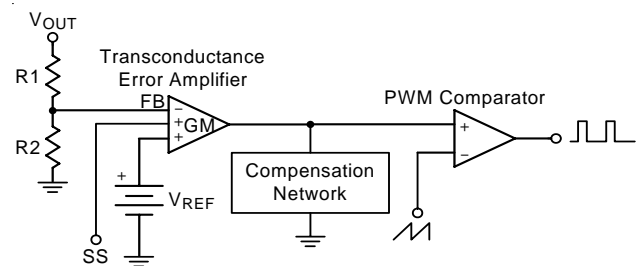 VOUT
R1
Transconductance
Error Amplifier
FB
−
+
GM
+
R2
PWM Comparator
+
−
Compensation
Network
+
VREF
SS